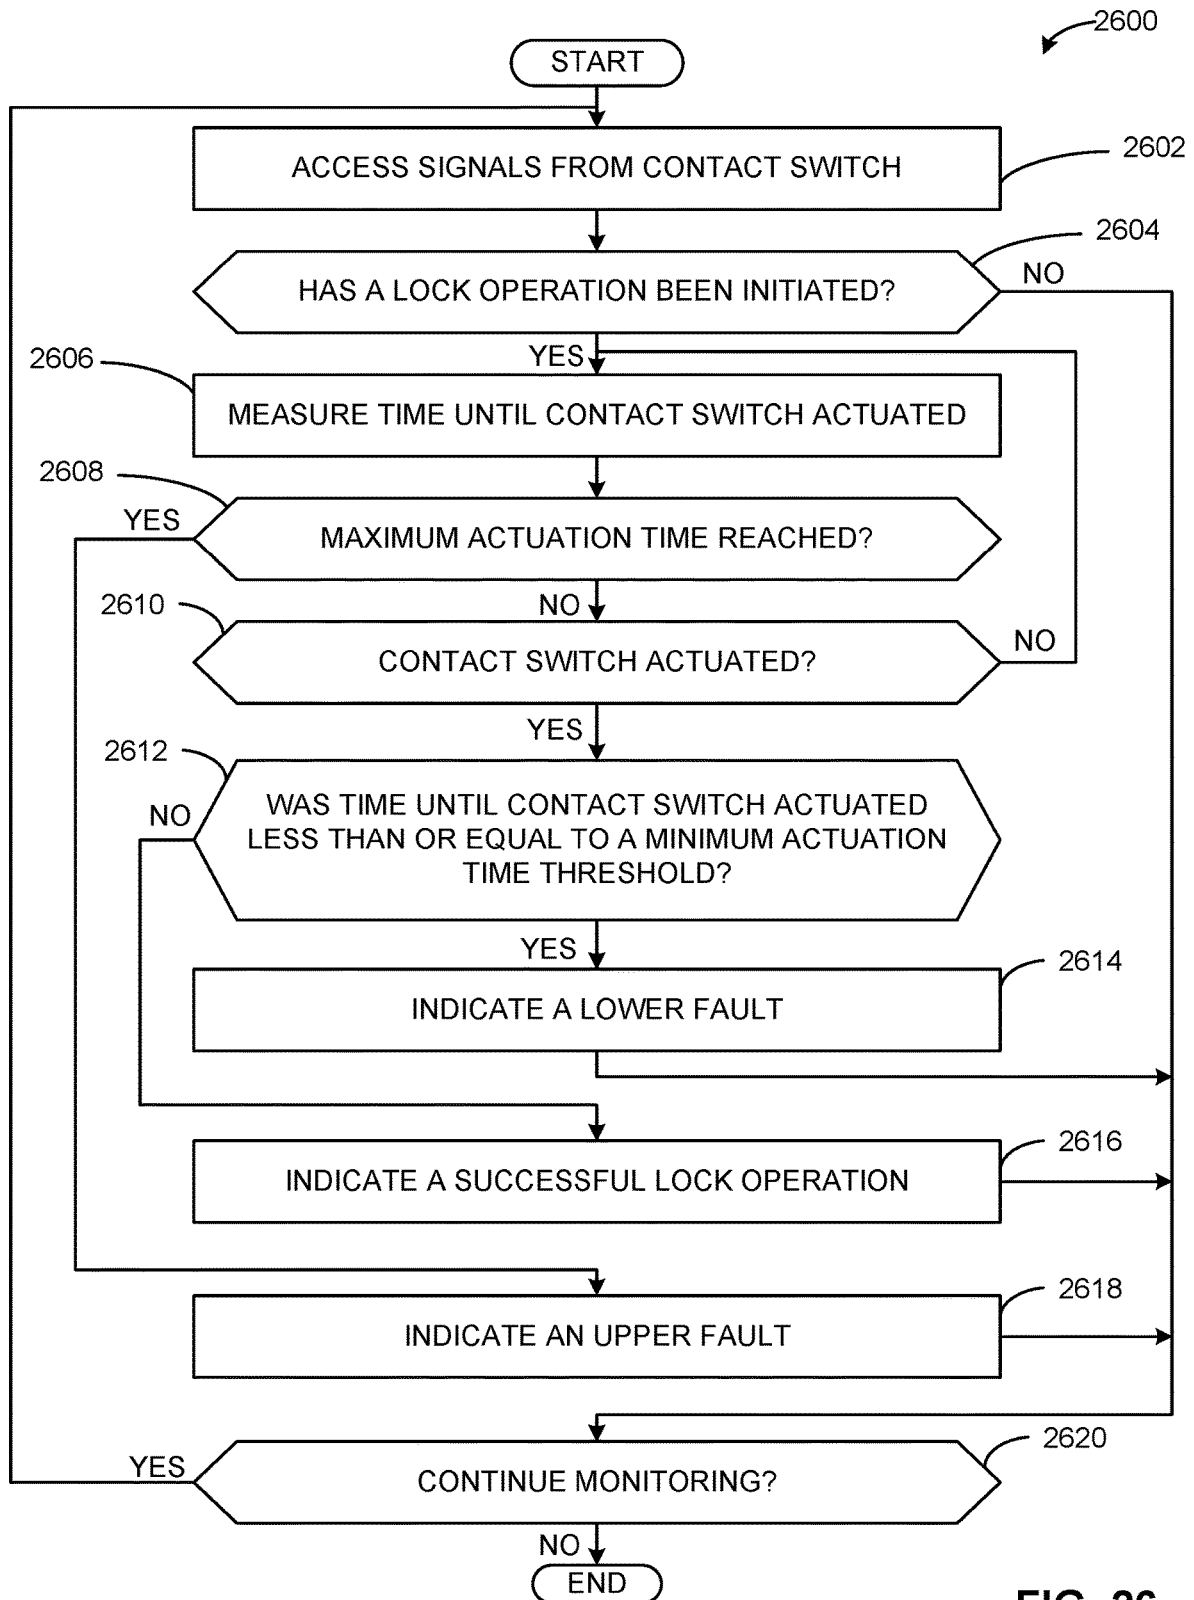 2600
START
ACCESS SIGNALS FROM CONTACT SWITCH
2602
2604
HAS A LOCK OPERATION BEEN INITIATED?
NO
YES
2606
MEASURE TIME UNTIL CONTACT SWITCH ACTUATED
2608
YES
MAXIMUM ACTUATION TIME REACHED?
NO
2610
CONTACT SWITCH ACTUATED?
NO
YES
2612
NO
WAS TIME UNTIL CONTACT SWITCH ACTUATED
LESS THAN OR EQUAL TO A MINIMUM ACTUATION
TIME THRESHOLD?
YES
2614
INDICATE A LOWER FAULT
2616
INDICATE A SUCCESSFUL LOCK OPERATION
2618
INDICATE AN UPPER FAULT
2620
YES
CONTINUE MONITORING?
NO
END
FIG. 26